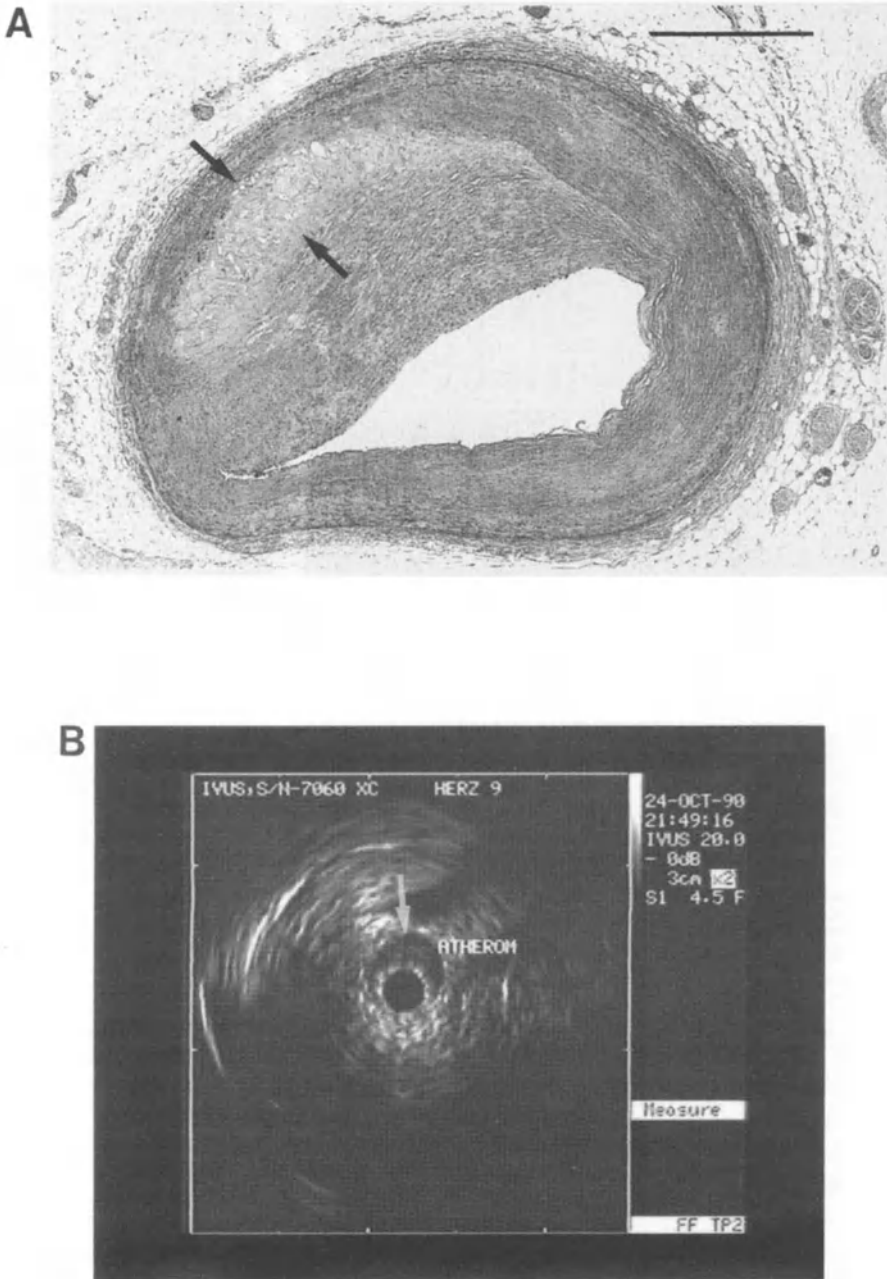 A
B
IVUS,S/N-7060 XC HERZ 9
24-OCT-90
21:49:16
IVUS 20.0
- 0dB
3cm x2
S1 4.5 F
ATHEROM
Measure
FF TP2